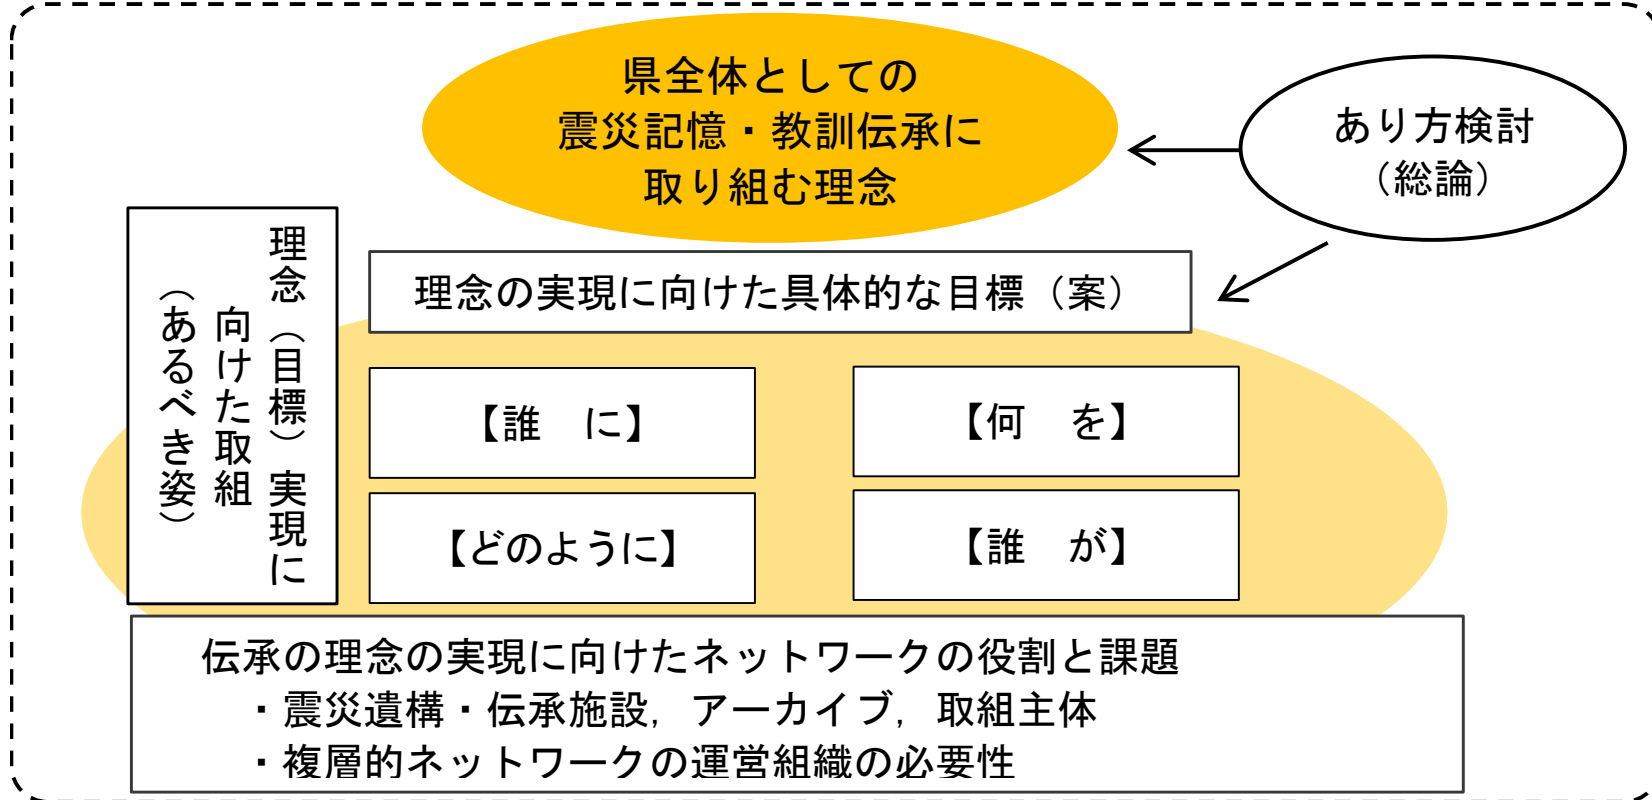 県全体としての
震災記憶・教訓伝承に
取り組む理念
あり方検討
（総論）
理念（目標）実現に
向けた取組
（あるべき姿）
理念の実現に向けた具体的な目標（案）
【誰　に】
【何　を】
【どのように】
【誰　が】
伝承の理念の実現に向けたネットワークの役割と課題
・震災遺構・伝承施設，アーカイブ，取組主体
・複層的ネットワークの運営組織の必要性